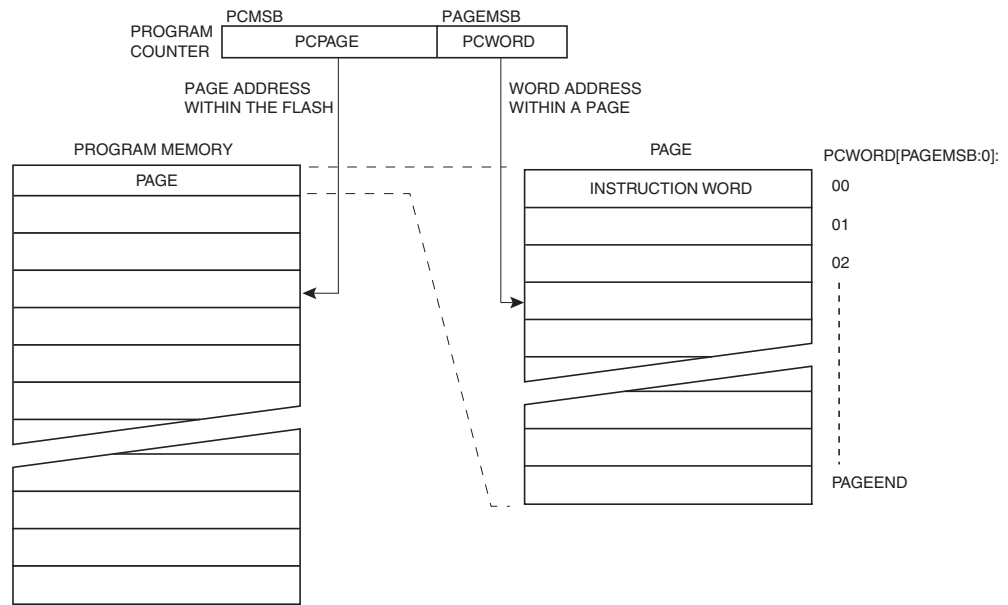 PCMSB
PAGEMSB
PROGRAM
COUNTER
PCPAGE
PCWORD
PAGE ADDRESS
WITHIN THE FLASH
WORD ADDRESS
WITHIN A PAGE
PROGRAM MEMORY
PAGE
PAGE
PCWORD[PAGEMSB:0]:
INSTRUCTION WORD
00
01
02
PAGEEND